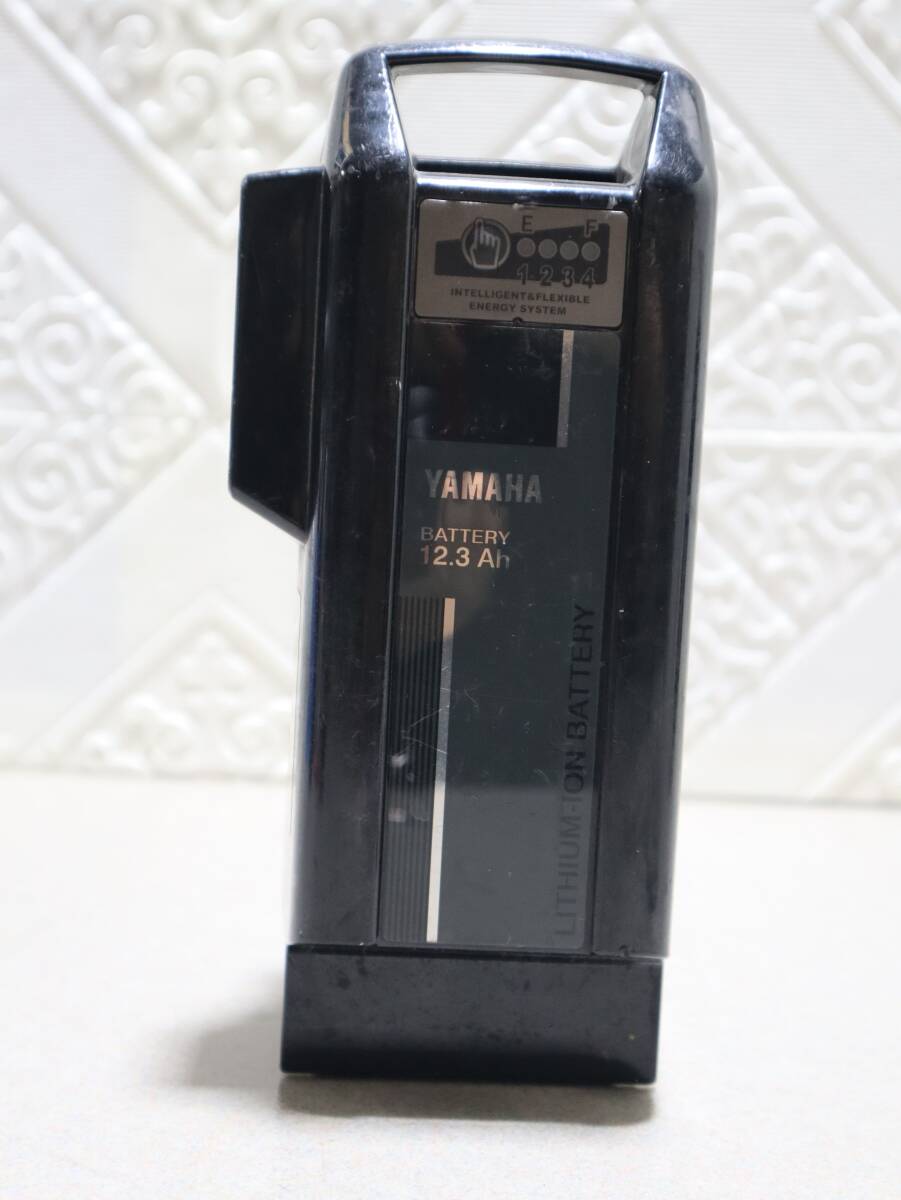 E F
1-2-3-4
INTELLIGENT&FLEXIBLE
ENERGY SYSTEM
YAMAHA
BATTERY
12.3 Ah
LITHIUM-ION BATTERY